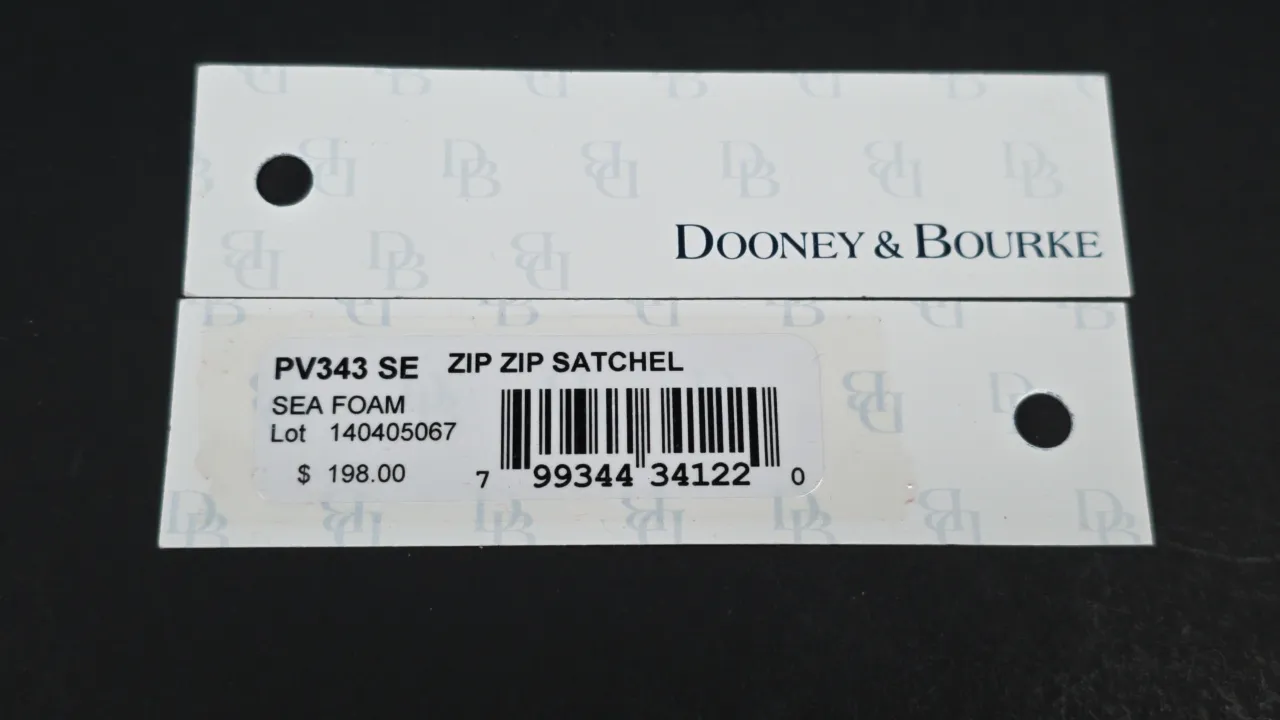 DOONEY & BOURKE
PV343 SE ZIP ZIP SATCHEL
SEA FOAM
Lot 140405067
$ 198.00
7 99344 34122 0